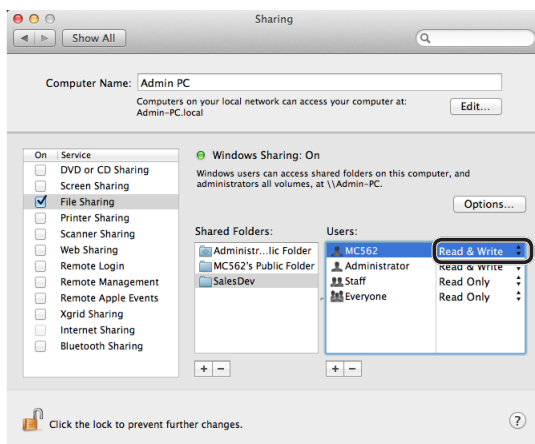 Sharing
Show All
Computer Name: Admin PC
Computers on your local network can access your computer at:
Admin-PC.local
Edit...
On Service
DVD or CD Sharing
Screen Sharing
File Sharing
Printer Sharing
Scanner Sharing
Web Sharing
Remote Login
Remote Management
Remote Apple Events
Xgrid Sharing
Internet Sharing
Bluetooth Sharing
Windows Sharing: On
Windows users can access shared folders on this computer, and
administrators all volumes, at \\Admin-PC.
Options...
Shared Folders:
Administr...lic Folder
MC562's Public Folder
SalesDev
Users:
MC562 Read & Write
Administrator Read & Write
Staff Read Only
Everyone Read Only
+ −
+ −
Click the lock to prevent further changes.
?